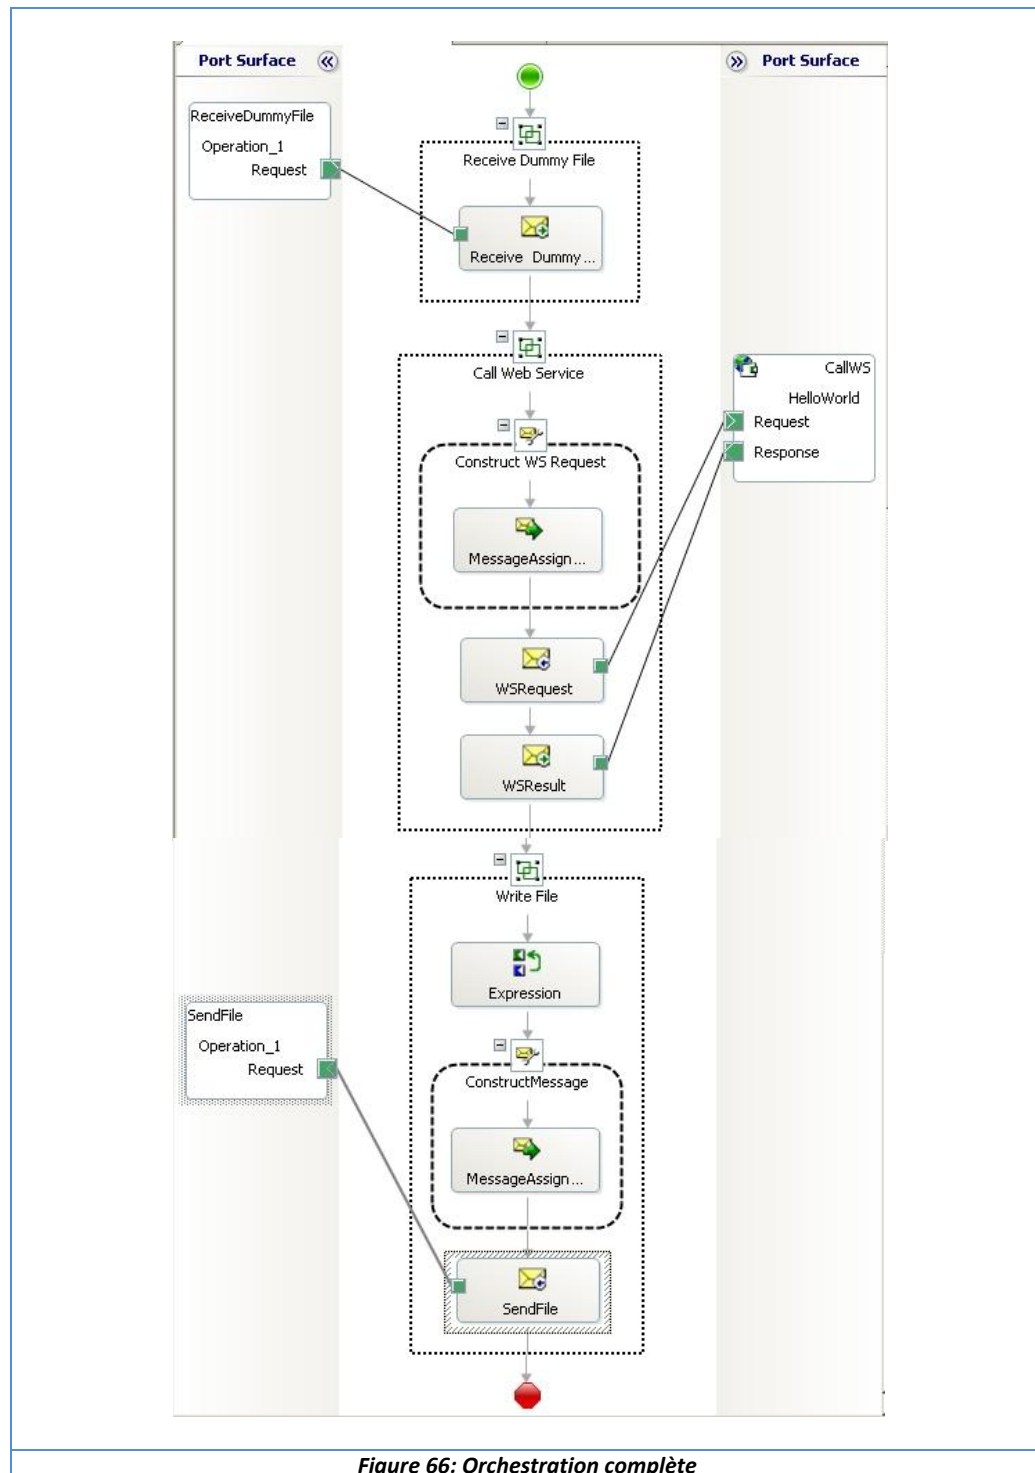 Port Surface
Port Surface
ReceiveDummyFile
Operation_1
Request
Receive Dummy File
Receive Dummy...
Call Web Service
CallWS
HelloWorld
Request
Response
Construct WS Request
MessageAssign...
WSRequest
WSResult
Write File
Expression
SendFile
Operation_1
Request
ConstructMessage
MessageAssign...
SendFile
Figure 66: Orchestration complète